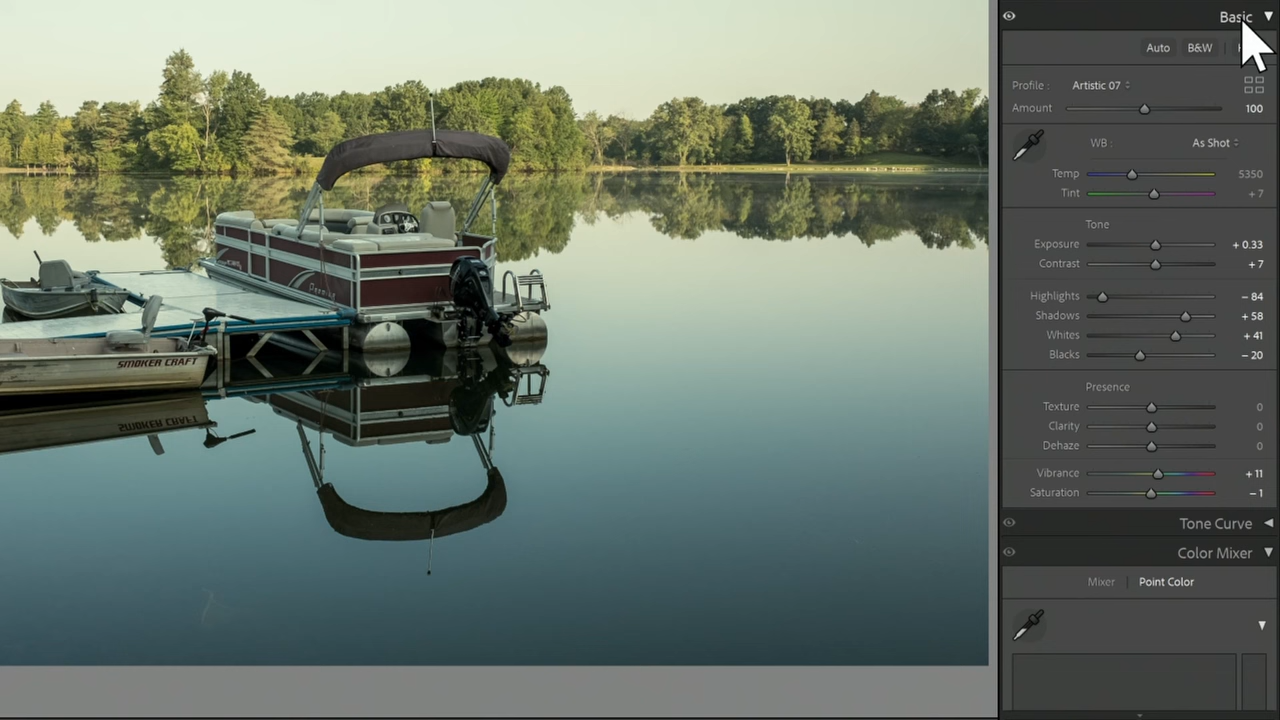 Basic
Auto B&W
Profile : Artistic 07
Amount 100
WB : As Shot
Temp 5350
Tint + 7
Tone
Exposure + 0.33
Contrast + 7
Highlights – 84
Shadows + 58
Whites + 41
Blacks – 20
Presence
Texture 0
Clarity 0
Dehaze 0
Vibrance + 11
Saturation – 1
Tone Curve
Color Mixer
Mixer Point Color
SMOKER CRAFT